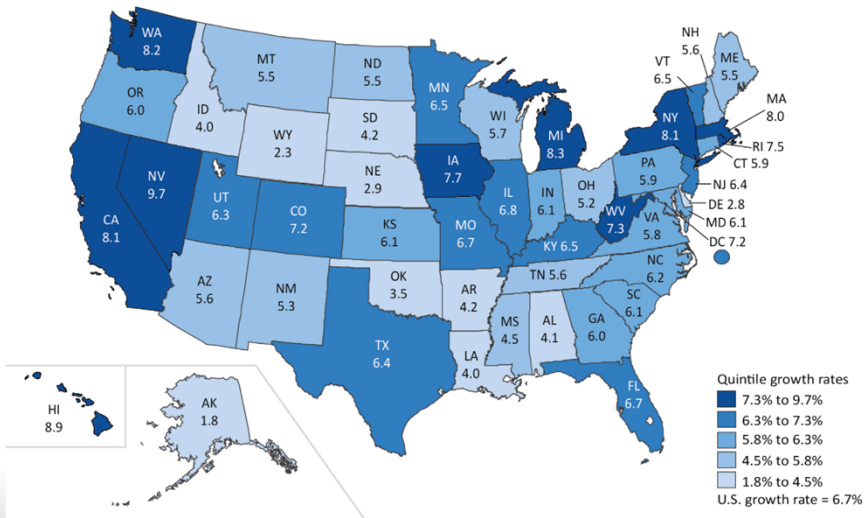 WA
8.2
OR
6.0
CA
8.1
NV
9.7
ID
4.0
MT
5.5
WY
2.3
UT
6.3
CO
7.2
AZ
5.6
NM
5.3
ND
5.5
SD
4.2
NE
2.9
KS
6.1
OK
3.5
TX
6.4
MN
6.5
IA
7.7
MO
6.7
AR
4.2
LA
4.0
WI
5.7
IL
6.8
MI
8.3
IN
6.1
OH
5.2
KY 6.5
TN 5.6
MS
4.5
AL
4.1
GA
6.0
FL
6.7
SC
6.1
NC
6.2
VA
5.8
WV
7.3
PA
5.9
NY
8.1
VT
6.5
NH
5.6
ME
5.5
MA
8.0
RI 7.5
CT 5.9
NJ 6.4
DE 2.8
MD 6.1
DC 7.2
HI
8.9
AK
1.8
Quintile growth rates
7.3% to 9.7%
6.3% to 7.3%
5.8% to 6.3%
4.5% to 5.8%
1.8% to 4.5%
U.S. growth rate = 6.7%